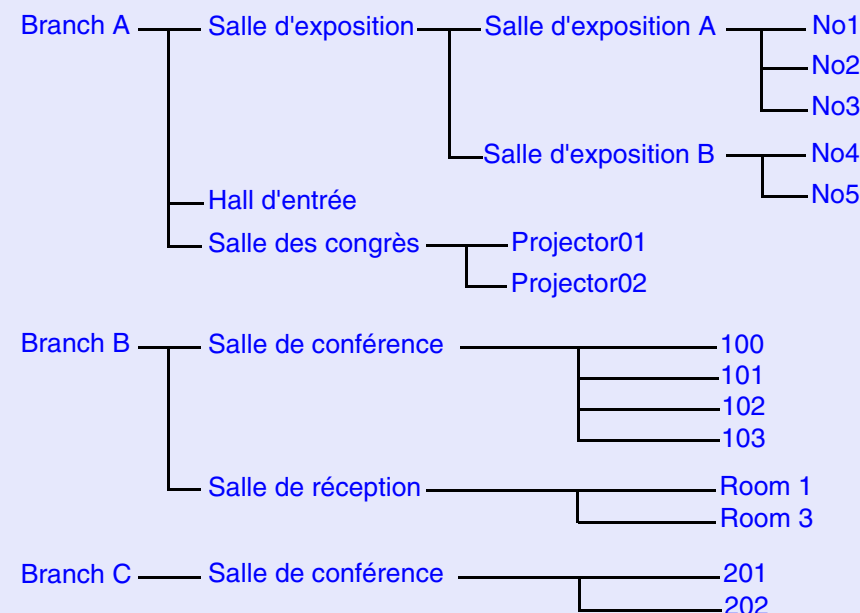 Branch A Salle d'exposition Salle d'exposition A No1
No2
No3
Salle d'exposition B No4
No5
Hall d'entrée
Salle des congrès Projector01
Projector02
Branch B Salle de conférence 100
101
102
103
Salle de réception Room 1
Room 3
Branch C Salle de conférence 201
202